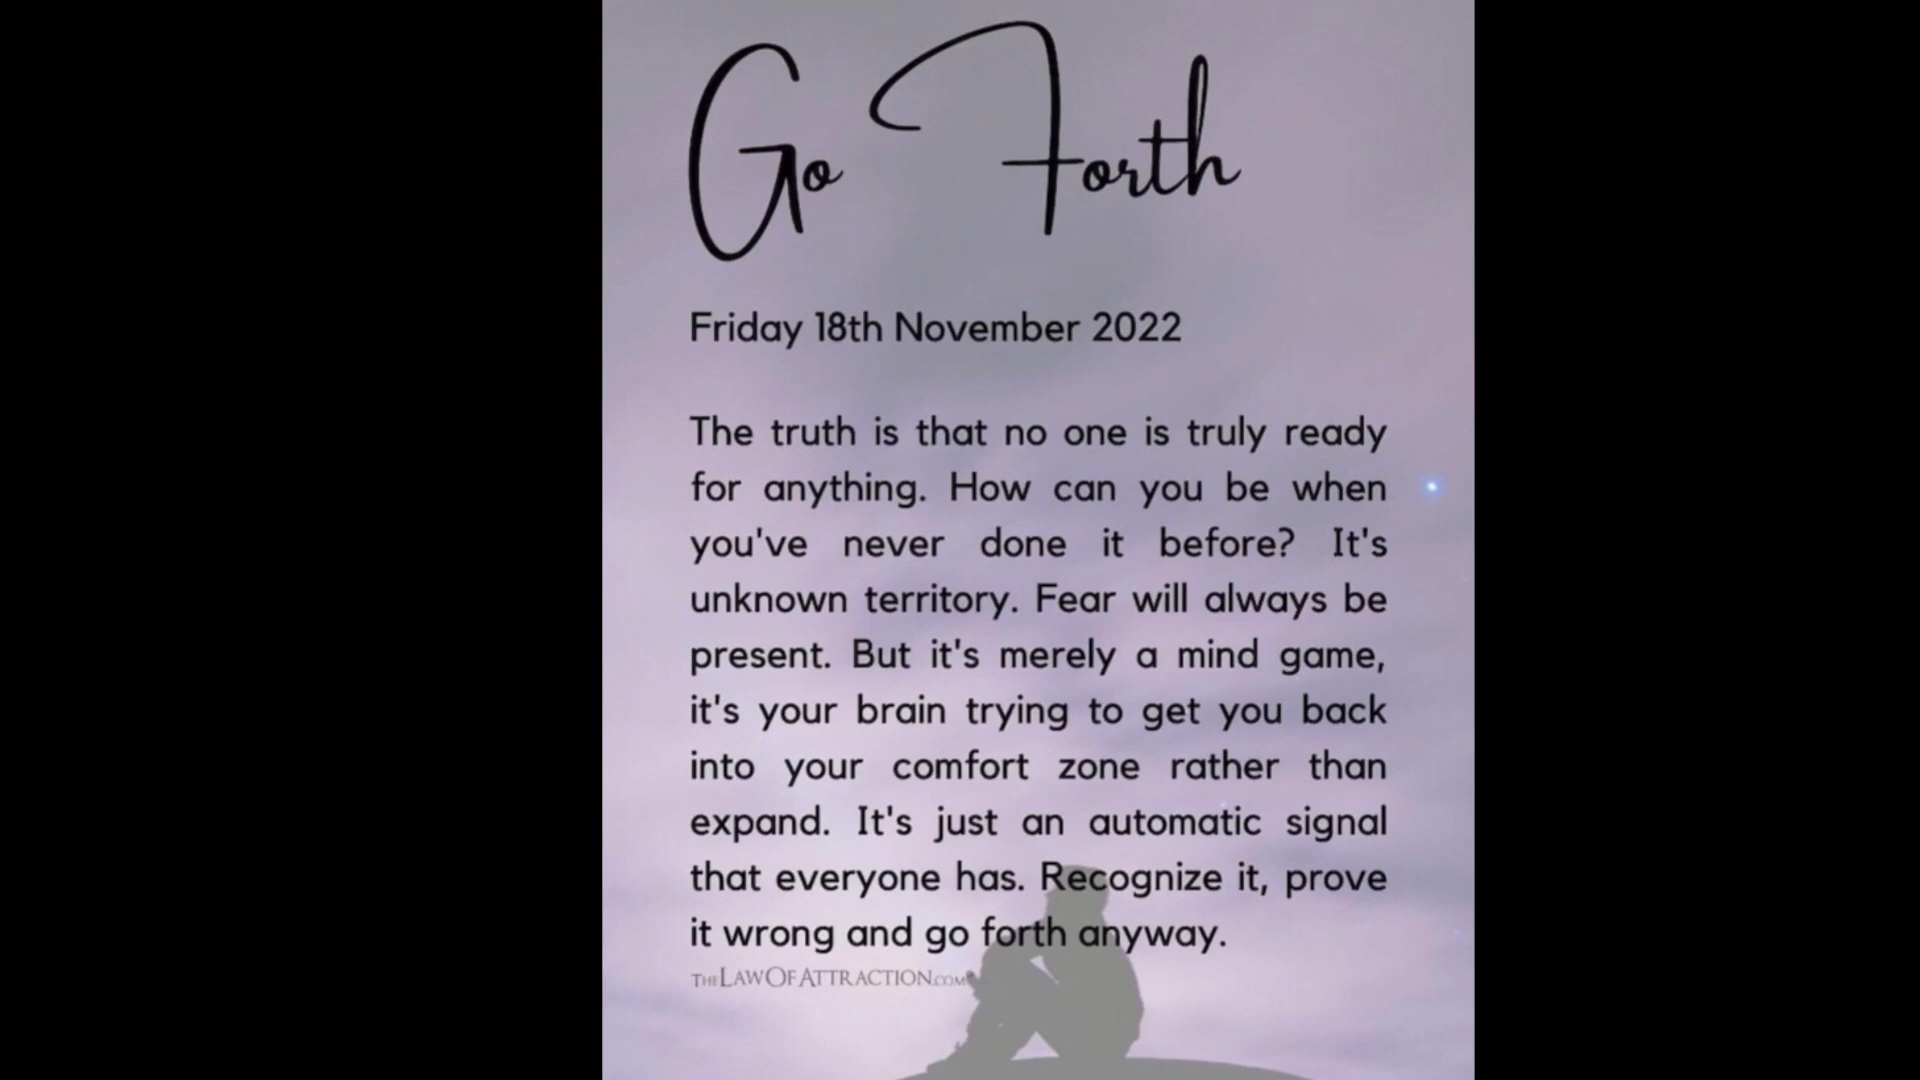 Go Forth
Friday 18th November 2022
The truth is that no one is truly ready
for anything. How can you be when
you've never done it before? It's
unknown territory. Fear will always be
present. But it's merely a mind game,
it's your brain trying to get you back
into your comfort zone rather than
expand. It's just an automatic signal
that everyone has. Recognize it, prove
it wrong and go forth anyway.
THELAWOFATTRACTION.COM